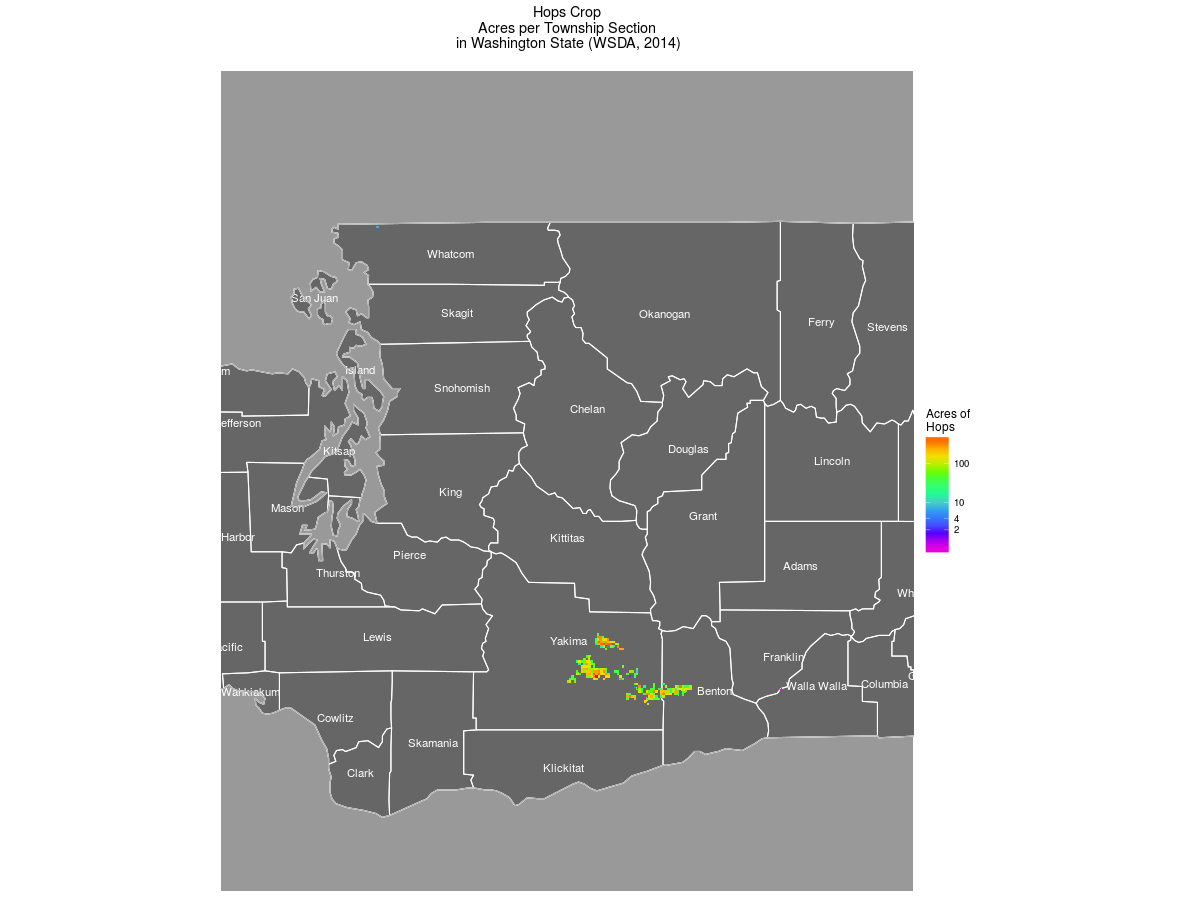 Hops Crop
Acres per Township Section
in Washington State (WSDA, 2014)
Whatcom
San Juan
Skagit
Okanogan
Ferry
Stevens
m
Island
Snohomish
Chelan
efferson
Kitsap
Douglas
Lincoln
King
Mason
Grant
Harbor
Kittitas
Pierce
Thurston
Adams
Wh
Lewis
Yakima
cific
Franklin
Wahkiakum
Benton
Walla Walla
Columbia
Cowlitz
Skamania
Clark
Klickitat
Acres of
Hops
100
10
4
2